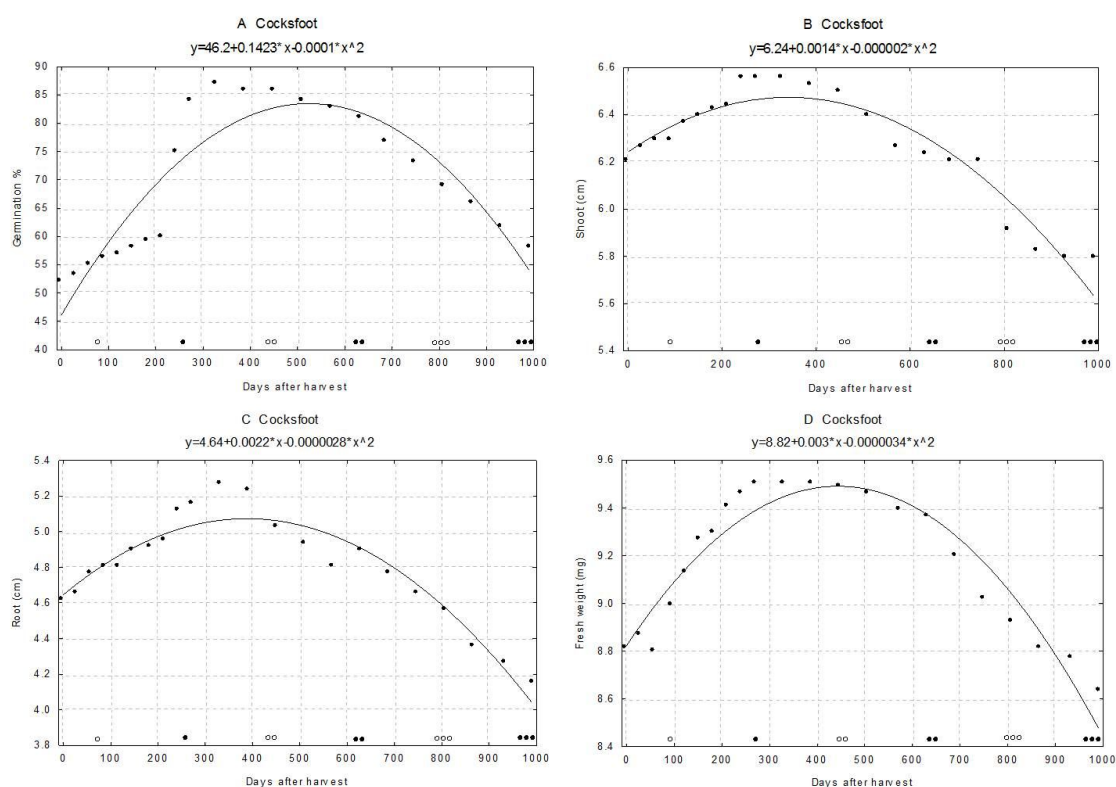 A Cocksfoot
y=46.2+0.1423*x-0.0001*x^2
90
85
80
75
70
65
60
55
50
45
40
Germination %
0 100 200 300 400 500 600 700 800 900 1000
Days after harvest
B Cocksfoot
y=6.24+0.0014*x-0.000002*x^2
6.6
6.4
6.2
6.0
5.8
5.6
5.4
Shoot (cm)
0 200 400 600 800 1000
Days after harvest
C Cocksfoot
y=4.64+0.0022*x-0.0000028*x^2
5.4
5.2
5.0
4.8
4.6
4.4
4.2
4.0
3.8
Root (cm)
0 100 200 300 400 500 600 700 800 900 1000
Days after harvest
D Cocksfoot
y=8.82+0.003*x-0.0000034*x^2
9.6
9.4
9.2
9.0
8.8
8.6
8.4
Fresh weight (mg)
0 100 200 300 400 500 600 700 800 900 1000
Days after harvest